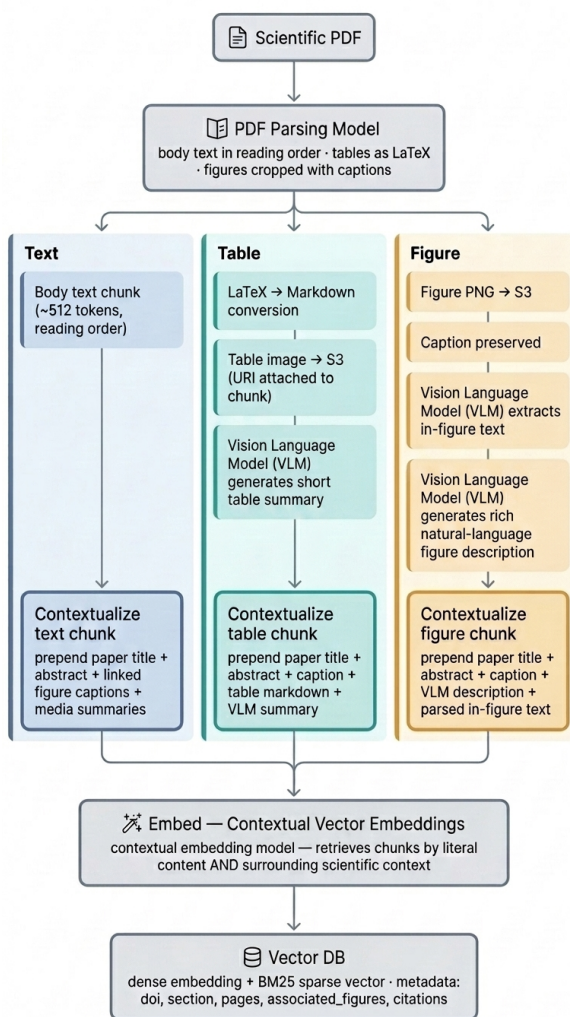 Scientific PDF
PDF Parsing Model
body text in reading order · tables as LaTeX
· figures cropped with captions
Text
Body text chunk
(~512 tokens,
reading order)
Contextualize
text chunk
prepend paper title +
abstract + linked
figure captions +
media summaries
Table
LaTeX → Markdown
conversion
Table image → S3
(URI attached to
chunk)
Vision Language
Model (VLM)
generates short
table summary
Contextualize
table chunk
prepend paper title +
abstract + caption +
table markdown +
VLM summary
Figure
Figure PNG → S3
Caption preserved
Vision Language
Model (VLM) extracts
in-figure text
Vision Language
Model (VLM)
generates rich
natural-language
figure description
Contextualize
figure chunk
prepend paper title +
abstract + caption +
VLM description +
parsed in-figure text
Embed — Contextual Vector Embeddings
contextual embedding model — retrieves chunks by literal
content AND surrounding scientific context
Vector DB
dense embedding + BM25 sparse vector · metadata:
doi, section, pages, associated_figures, citations